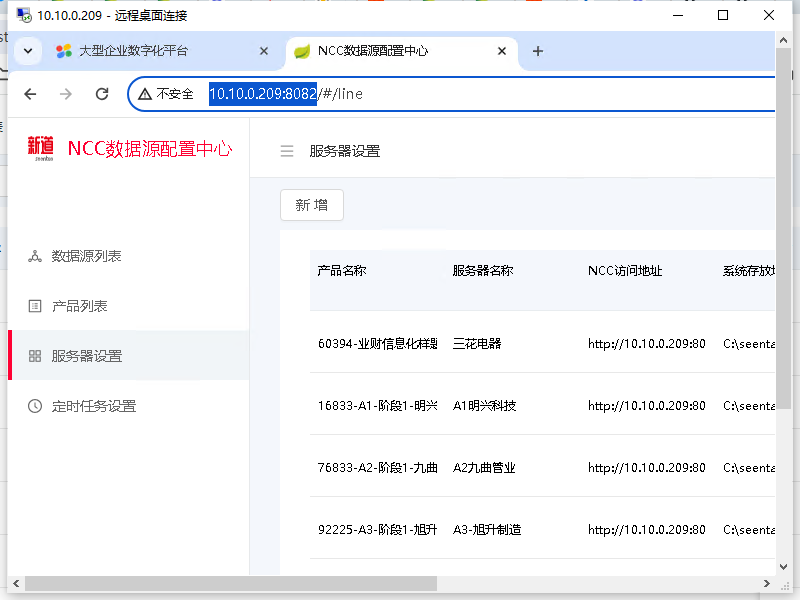 10.10.0.209 - 远程桌面连接
大型企业数字化平台
NCC数据源配置中心
不安全
10.10.0.209:8082/#/line
新道
seentao
NCC数据源配置中心
服务器设置
新增
数据源列表
产品列表
服务器设置
定时任务设置
产品名称 服务器名称 NCC访问地址 系统存放地
60394-业财信息化样题 三花电器 http://10.10.0.209:80 C:\seenta
16833-A1-阶段1-明兴 A1明兴科技 http://10.10.0.209:80 C:\seenta
76833-A2-阶段1-九曲 A2九曲管业 http://10.10.0.209:80 C:\seenta
92225-A3-阶段1-旭升 A3-旭升制造 http://10.10.0.209:80 C:\seenta